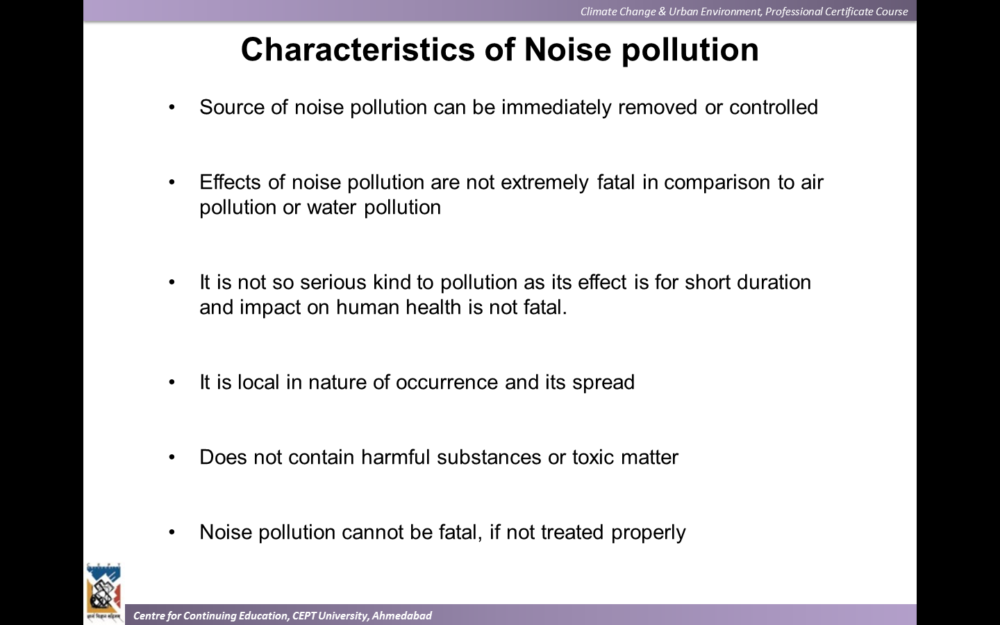 Climate Change & Urban Environment, Professional Certificate Course
Characteristics of Noise pollution
• Source of noise pollution can be immediately removed or controlled
• Effects of noise pollution are not extremely fatal in comparison to air
pollution or water pollution
• It is not so serious kind to pollution as its effect is for short duration
and impact on human health is not fatal.
• It is local in nature of occurrence and its spread
• Does not contain harmful substances or toxic matter
• Noise pollution cannot be fatal, if not treated properly
C E P T
Centre for Continuing Education, CEPT University, Ahmedabad